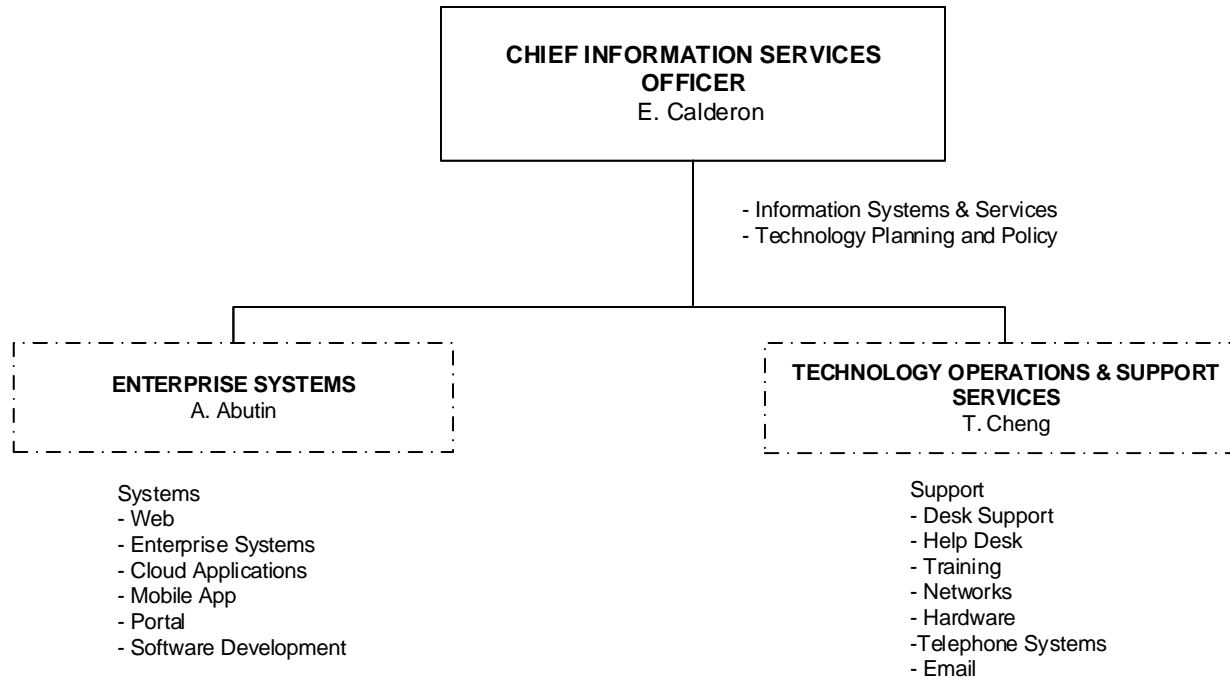 CHIEF INFORMATION SERVICES
OFFICER
E. Calderon
- Information Systems & Services
- Technology Planning and Policy
ENTERPRISE SYSTEMS
A. Abutin
Systems
- Web
- Enterprise Systems
- Cloud Applications
- Mobile App
- Portal
- Software Development
TECHNOLOGY OPERATIONS & SUPPORT
SERVICES
T. Cheng
Support
- Desk Support
- Help Desk
- Training
- Networks
- Hardware
-Telephone Systems
- Email